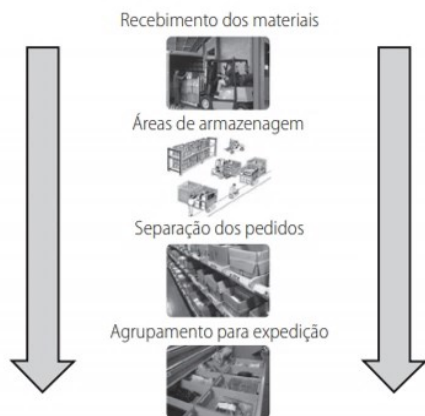 Recebimento dos materiais
Áreas de armazenagem
Separação dos pedidos
Agrupamento para expedição